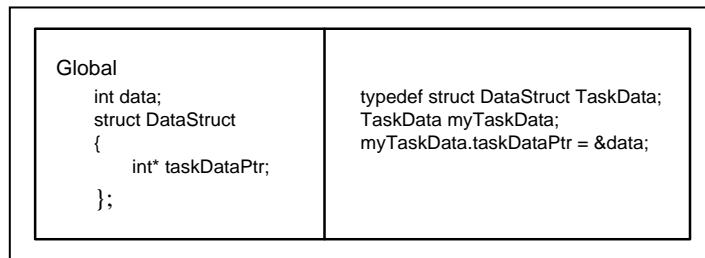 Global
int data;
struct DataStruct
{
int* taskDataPtr;
};
typedef struct DataStruct TaskData;
TaskData myTaskData;
myTaskData.taskDataPtr = &data;